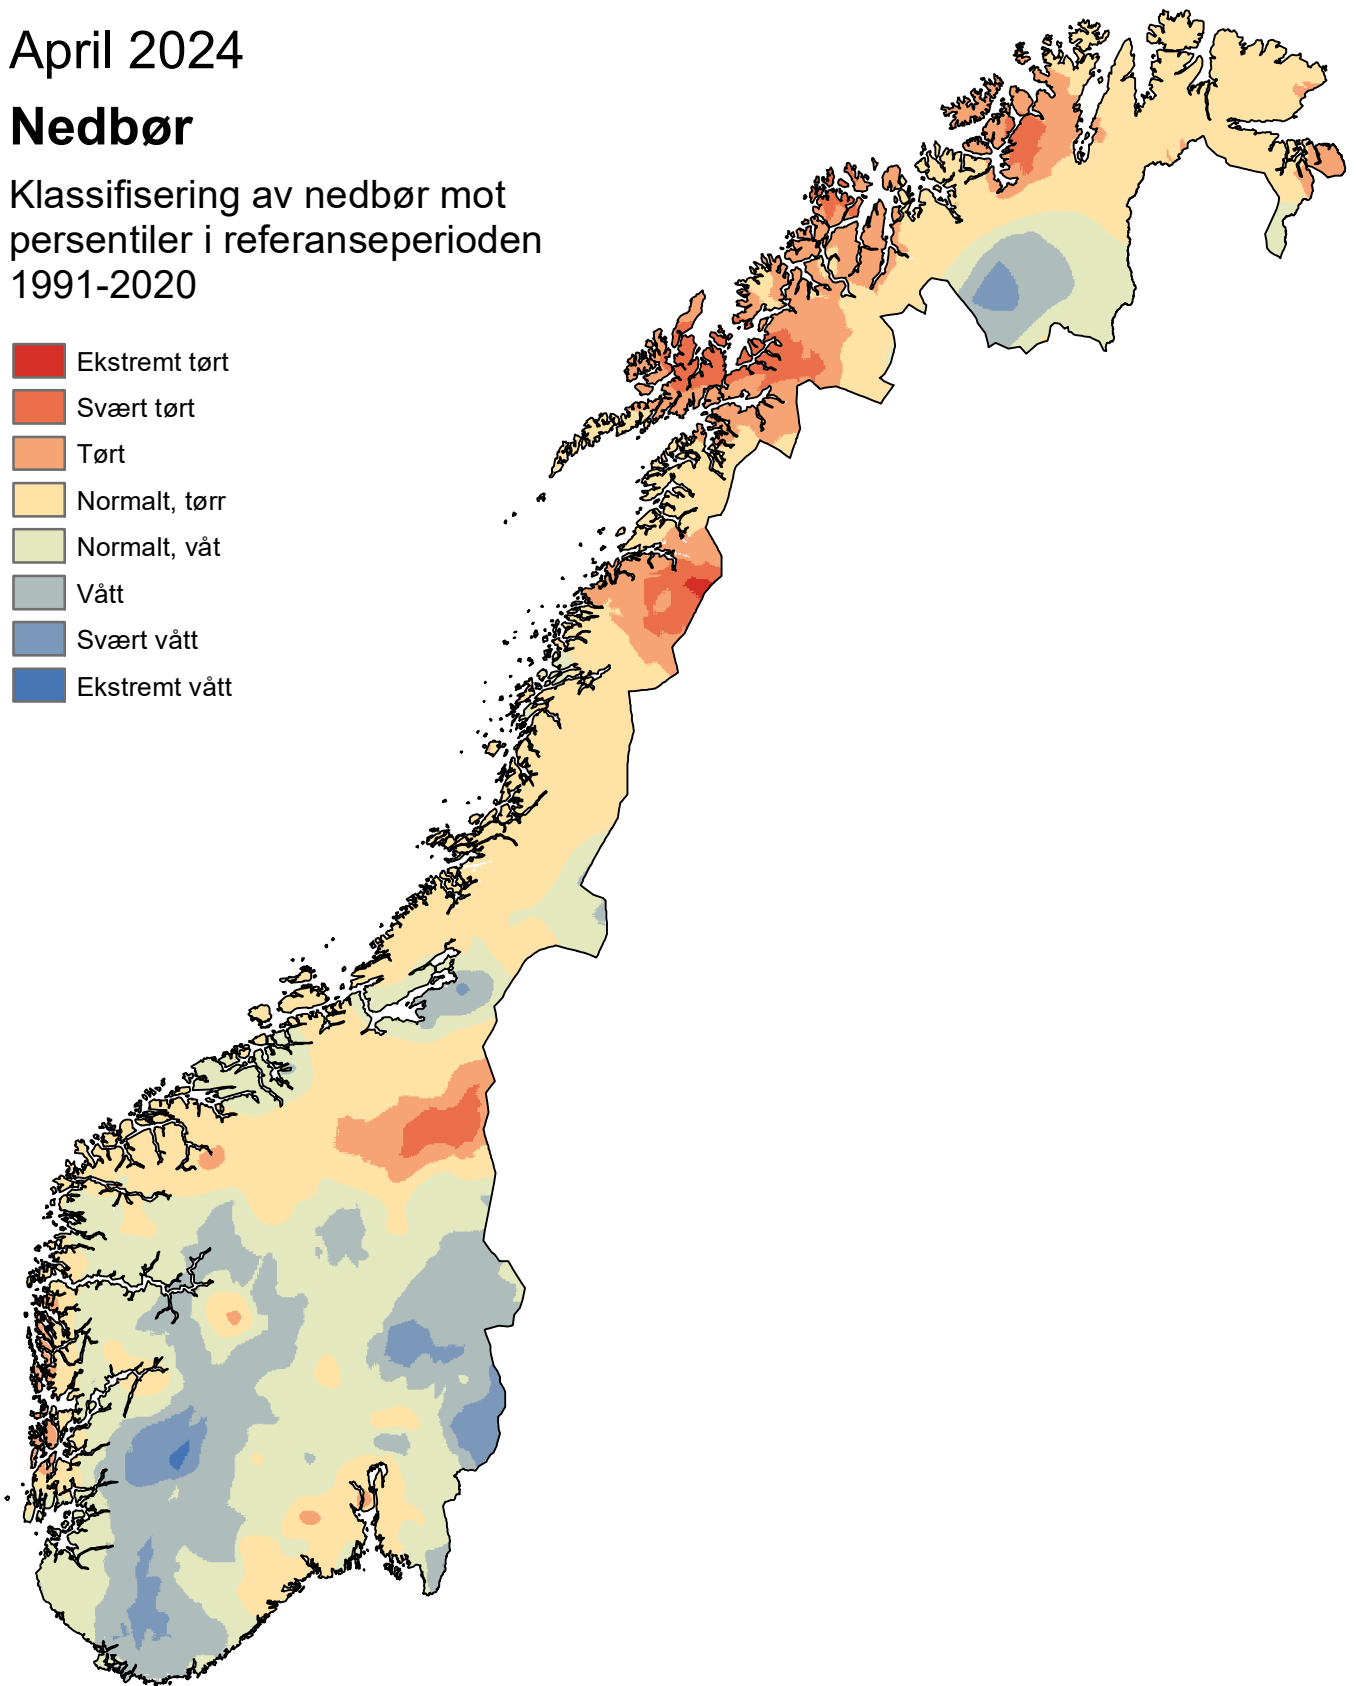 April 2024
Nedbør
Klassifisering av nedbør mot
persentiler i referanseperioden
1991-2020
Ekstremt tørt
Svært tørt
Tørt
Normalt, tørr
Normalt, våt
Vått
Svært vått
Ekstremt vått